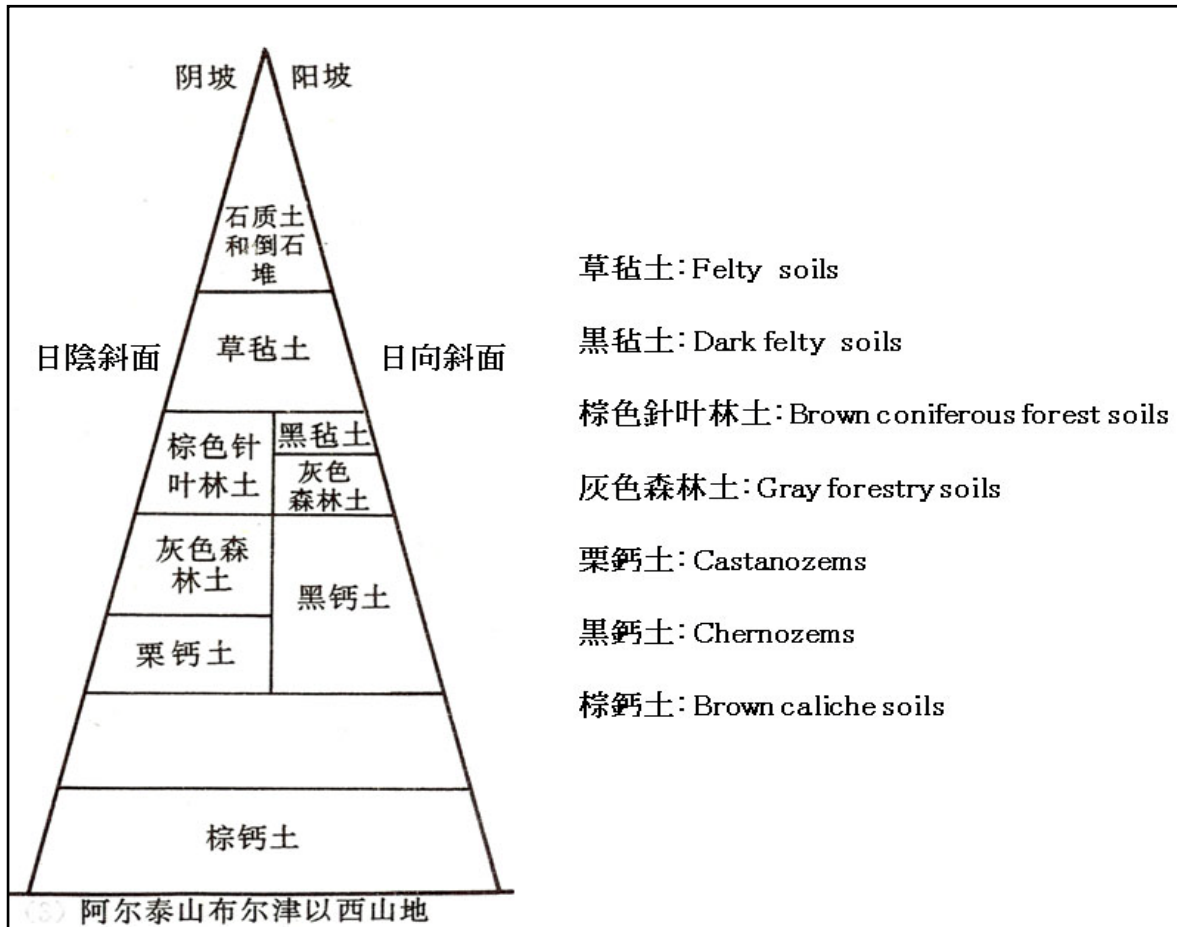 阴坡 阳坡
石质土
和倒石
堆
日陰斜面
草毡土
日向斜面
棕色针
叶林土
黑毡土
灰色
森林土
灰色森
林土
黑钙土
栗钙土
棕钙土
阿尔泰山布尔津以西山地
草毡土：Felty soils
黒毡土：Dark felty soils
棕色針叶林土：Brown coniferous forest soils
灰色森林土：Gray forestry soils
栗鈣土：Castanozems
黒鈣土：Chernozems
棕鈣土：Brown caliche soils